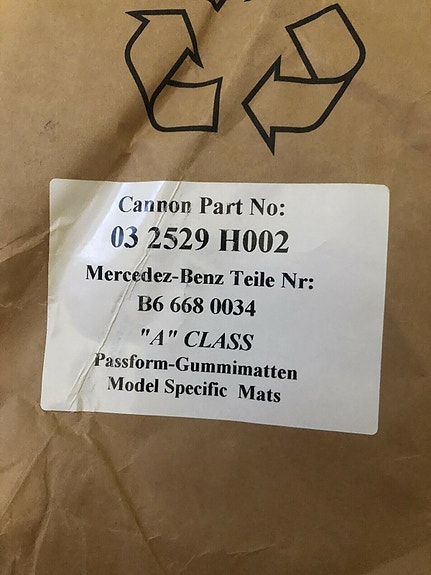 Cannon Part No:
03 2529 H002
Mercedez-Benz Teile Nr:
B6 668 0034
"A" CLASS
Passform-Gummimatten
Model Specific Mats